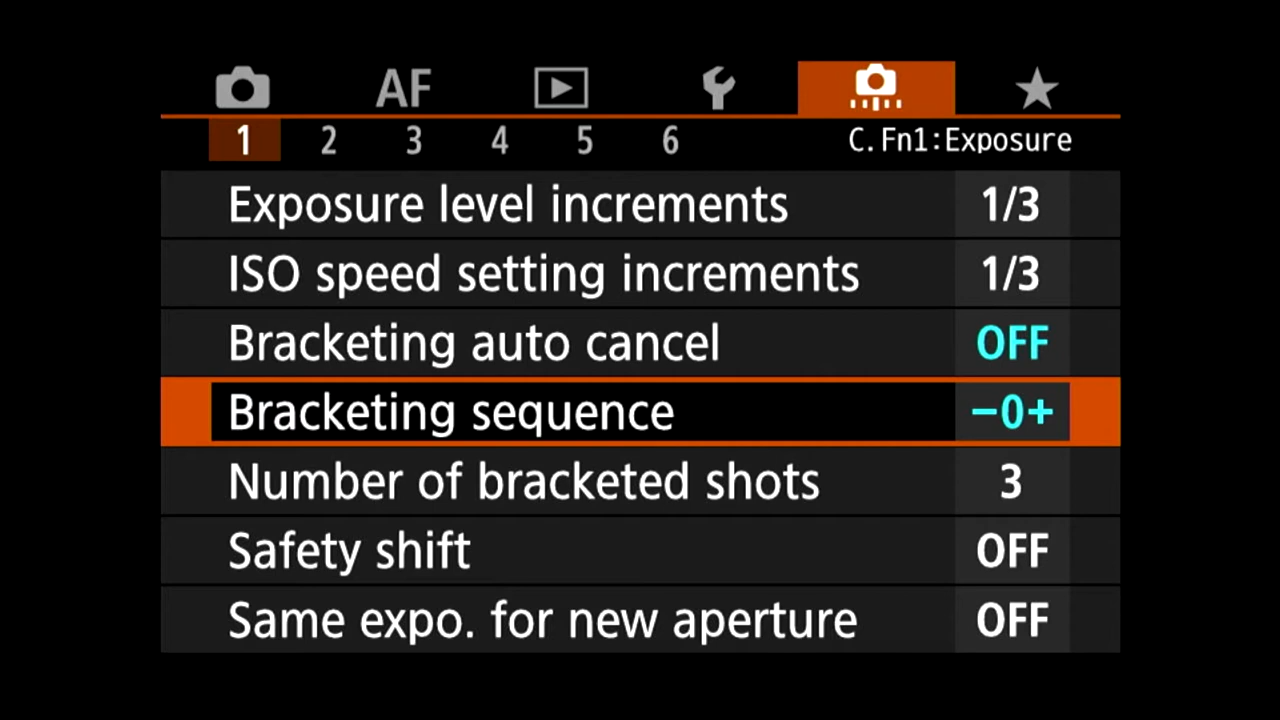 AF
1 2 3 4 5 6 C.Fn1:Exposure
Exposure level increments 1/3
ISO speed setting increments 1/3
Bracketing auto cancel OFF
Bracketing sequence −0+
Number of bracketed shots 3
Safety shift OFF
Same expo. for new aperture OFF